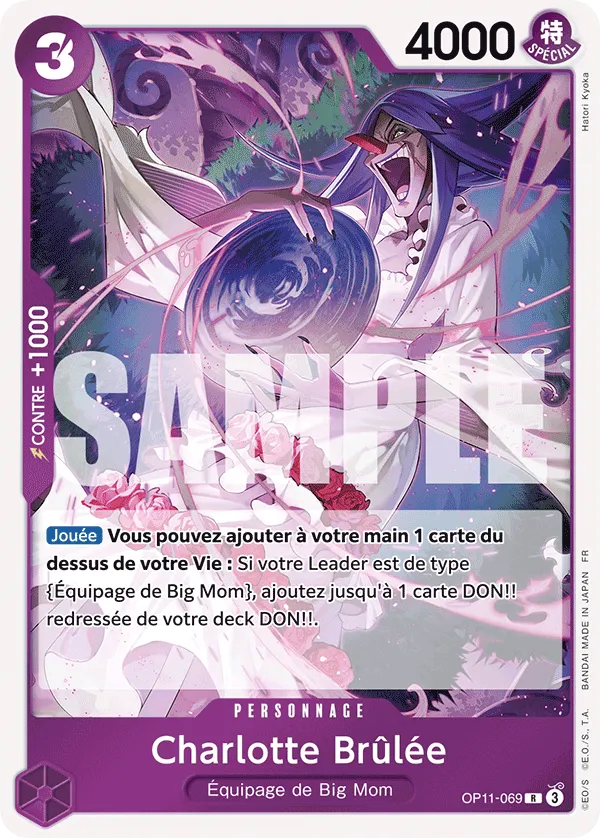 3
4000
特
SPÉCIAL
Hatori Kyoka
CONTRE +1000
SAMPLE
Jouée Vous pouvez ajouter à votre main 1 carte du
dessus de votre Vie : Si votre Leader est de type
{Équipage de Big Mom}, ajoutez jusqu'à 1 carte DON!!
redressée de votre deck DON!!.
PERSONNAGE
Charlotte Brûlée
Équipage de Big Mom
OP11-069 R 3
©EO/S ©E.O./S., T.A. BANDAI MADE IN JAPAN FR